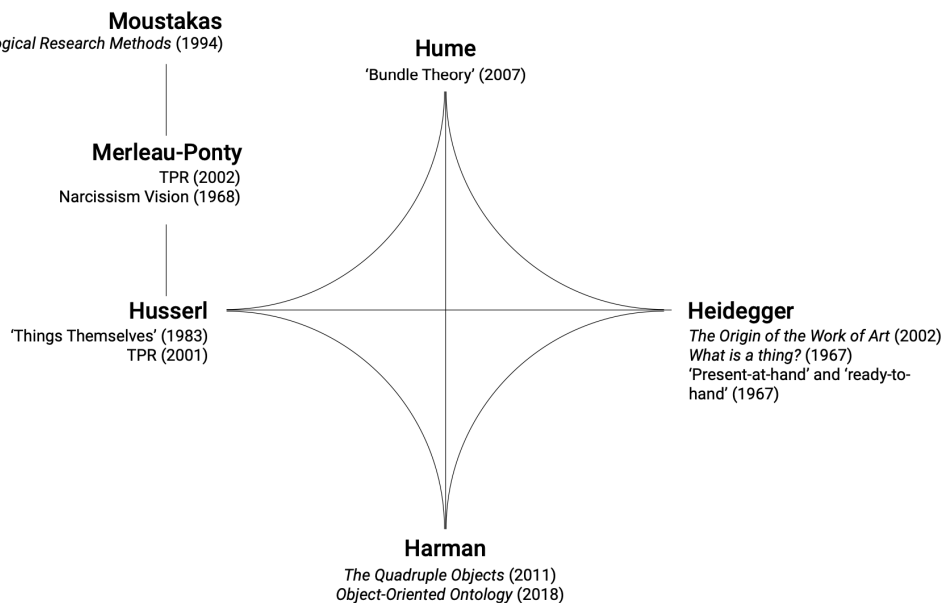 Moustakas
ogical Research Methods (1994)
Hume
‘Bundle Theory’ (2007)
Merleau-Ponty
TPR (2002)
Narcissism Vision (1968)
Husserl
‘Things Themselves’ (1983)
TPR (2001)
Heidegger
The Origin of the Work of Art (2002)
What is a thing? (1967)
‘Present-at-hand’ and ‘ready-to-
hand’ (1967)
Harman
The Quadruple Objects (2011)
Object-Oriented Ontology (2018)